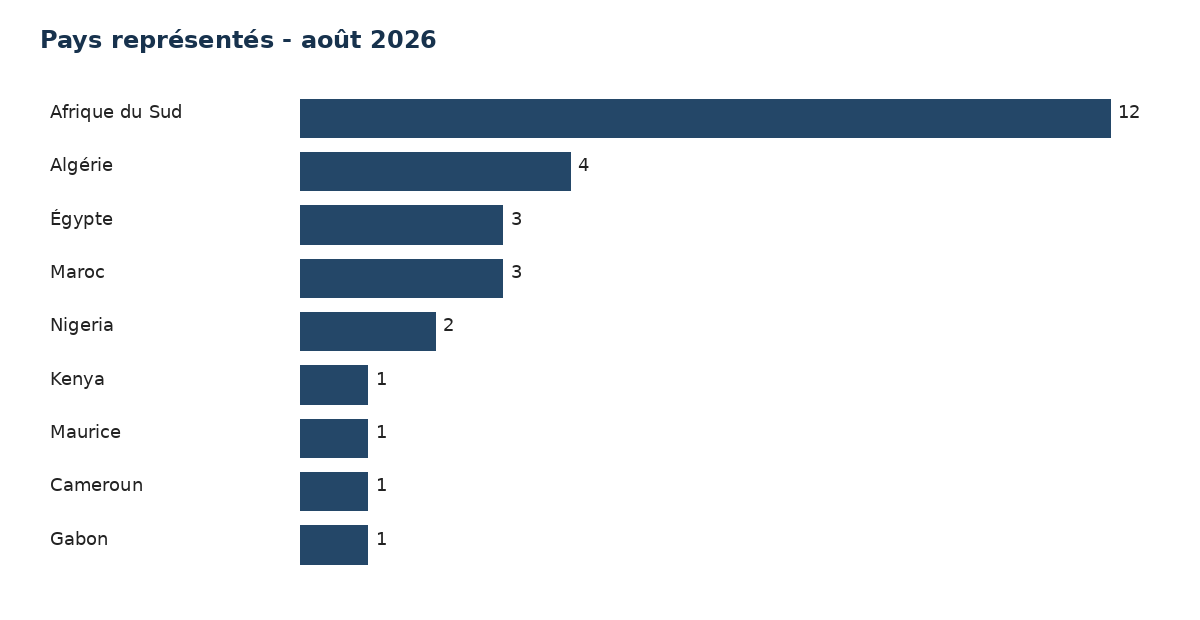 Pays représentés - août 2026
Afrique du Sud 12
Algérie 4
Égypte 3
Maroc 3
Nigeria 2
Kenya 1
Maurice 1
Cameroun 1
Gabon 1